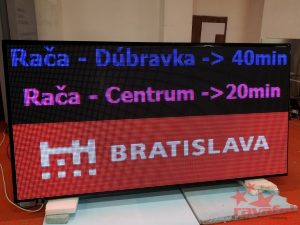 Rača - Dúbravka -> 40min
Rača - Centrum ->20min
BRATISLAVA